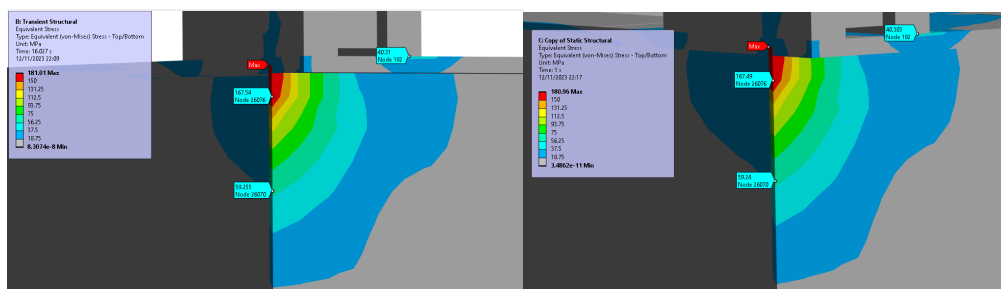 B: Transient Structural
Equivalent Stress
Type: Equivalent (von-Mises) Stress - Top/Bottom
Unit: MPa
Time: 16.027 s
12/11/2023 22:09
181.01 Max
150
131.25
112.5
93.75
75
56.25
37.5
18.75
8.3074e-8 Min
Max
40.31
Node 182
167.54
Node 26076
59.255
Node 26070
C: Copy of Static Structural
Equivalent Stress
Type: Equivalent (von-Mises) Stress - Top/Bottom
Unit: MPa
Time: 1 s
12/11/2023 22:17
180.96 Max
150
131.25
112.5
93.75
75
56.25
37.5
18.75
3.4862e-11 Min
Max
40.303
Node 182
167.49
Node 26076
59.24
Node 26070